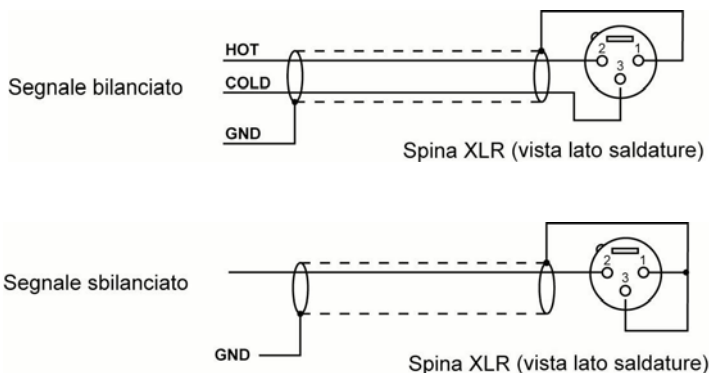 HOT
2 1
3
Segnale bilanciato
COLD
GND
Spina XLR (vista lato saldature)
2 1
3
Segnale sbilanciato
GND
Spina XLR (vista lato saldature)